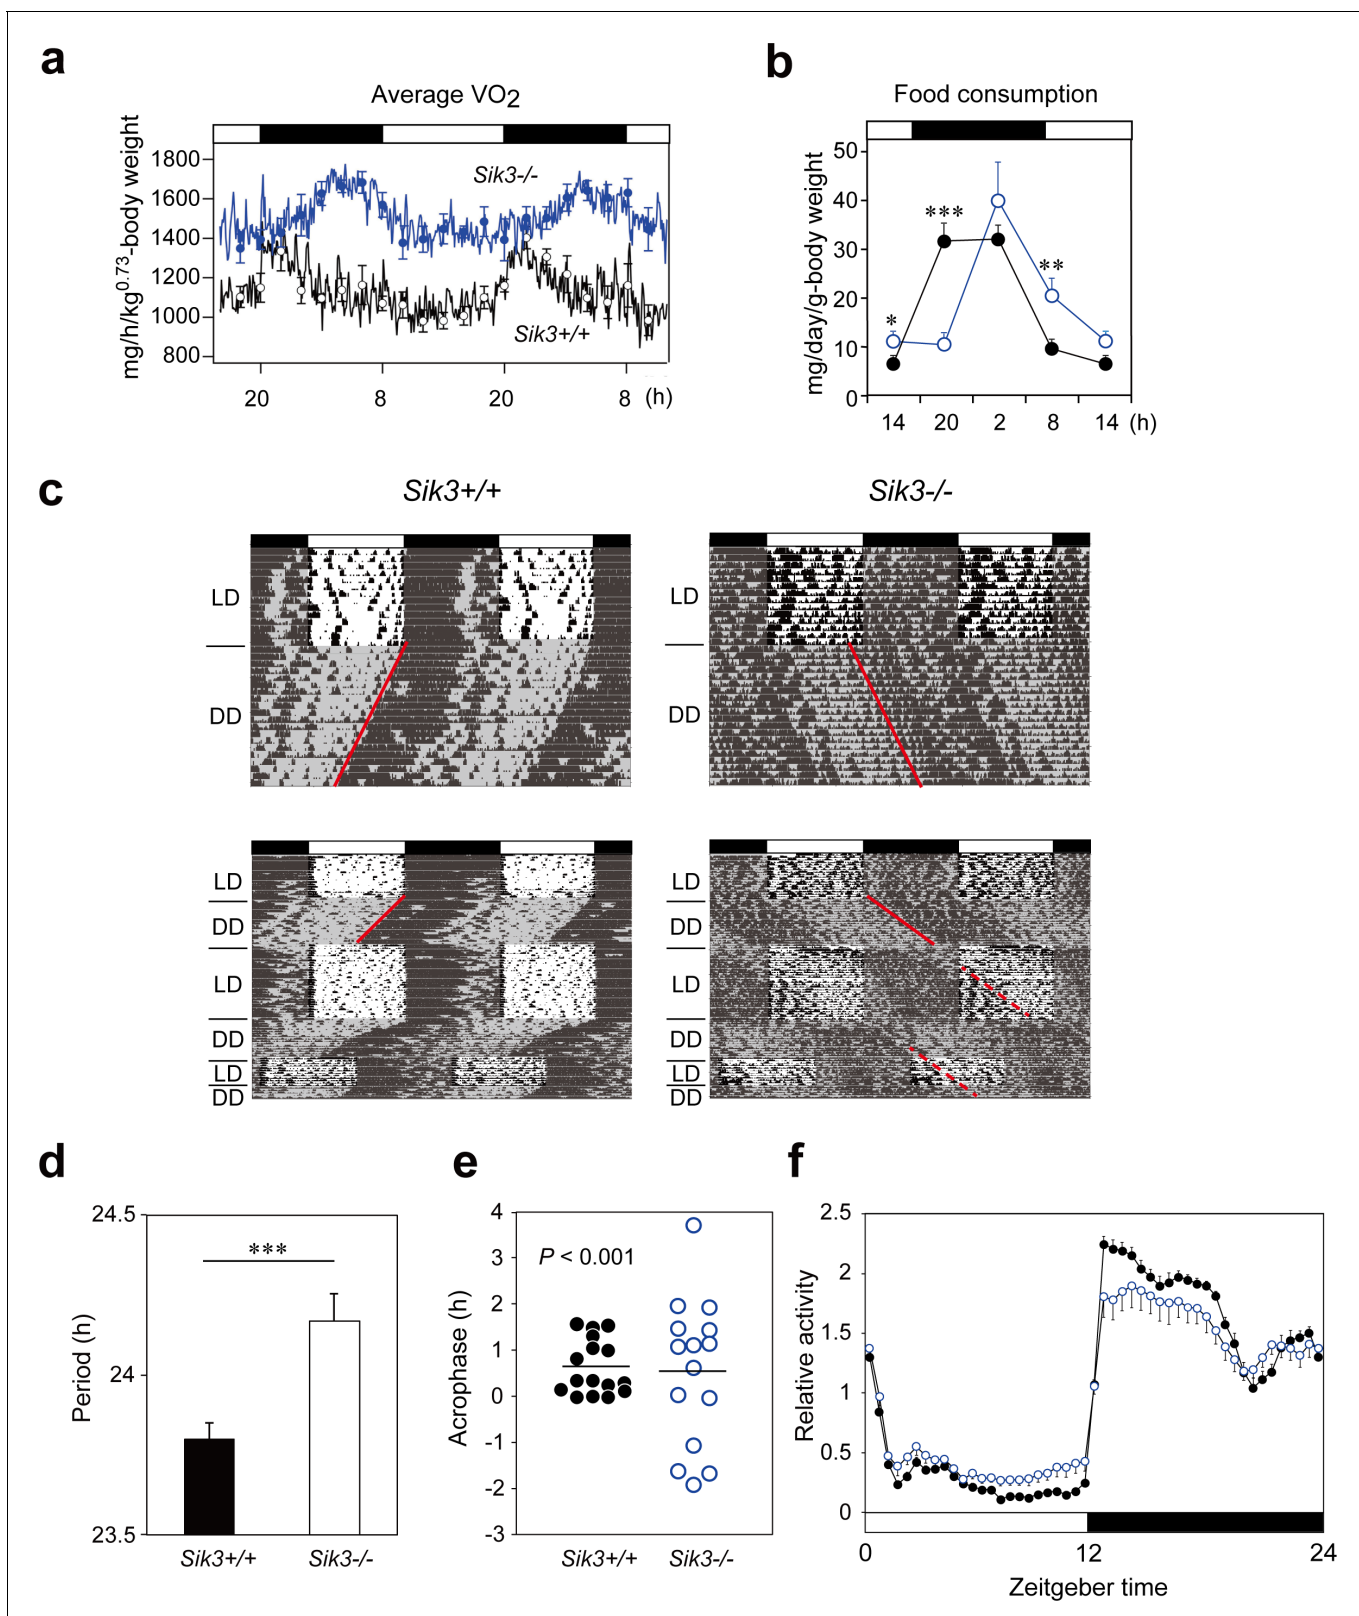 a
Average VO2
mg/h/kg0.73-body weight
1800
1600
1400
1200
1000
800
Sik3-/-
Sik3+/+
20 8 20 8 (h)
b
Food consumption
mg/day/g-body weight
50
40
30
20
10
0
*
***
**
14 20 2 8 14 (h)
c
Sik3+/+ Sik3-/-
LD LD
DD DD
LD LD
DD DD
LD LD
DD DD
LD LD
DD DD
d
Period (h)
24.5
24
23.5
***
Sik3+/+ Sik3-/-
e
Acrophase (h)
4
3
2
1
0
-1
-2
-3
P < 0.001
Sik3+/+ Sik3-/-
f
Relative activity
2.5
2
1.5
1
0.5
0
0 12 24
Zeitgeber time